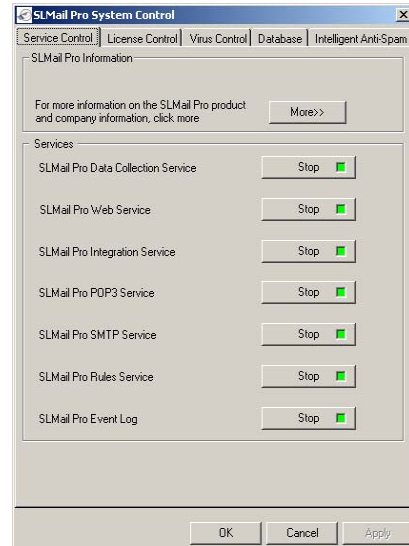 SLMail Pro System Control
Service Control License Control Virus Control Database Intelligent Anti-Spam
SLMail Pro Information
For more information on the SLMail Pro product
and company information, click more
More>>
Services
SLMail Pro Data Collection Service Stop
SLMail Pro Web Service Stop
SLMail Pro Integration Service Stop
SLMail Pro POP3 Service Stop
SLMail Pro SMTP Service Stop
SLMail Pro Rules Service Stop
SLMail Pro Event Log Stop
OK Cancel Apply